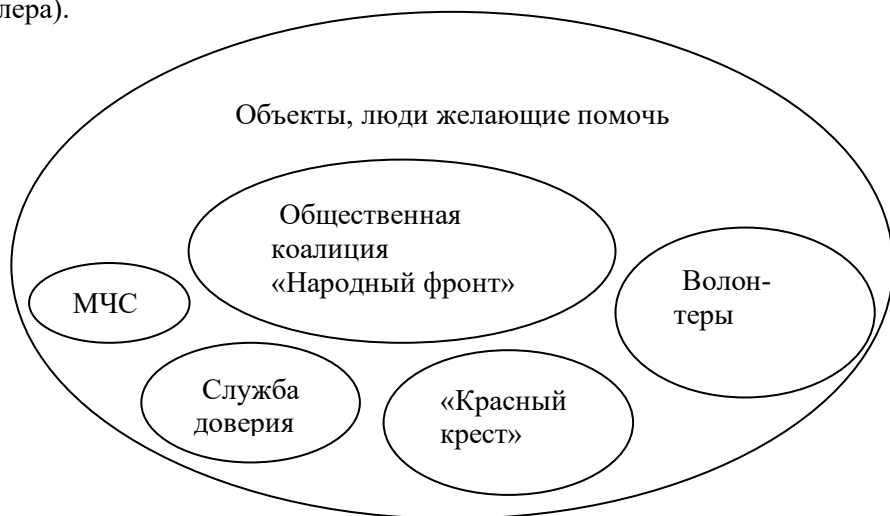 лера).
Объекты, люди желающие помочь
Общественная
коалиция
«Народный фронт»
Волон-
теры
МЧС
Служба
доверия
«Красный
крест»